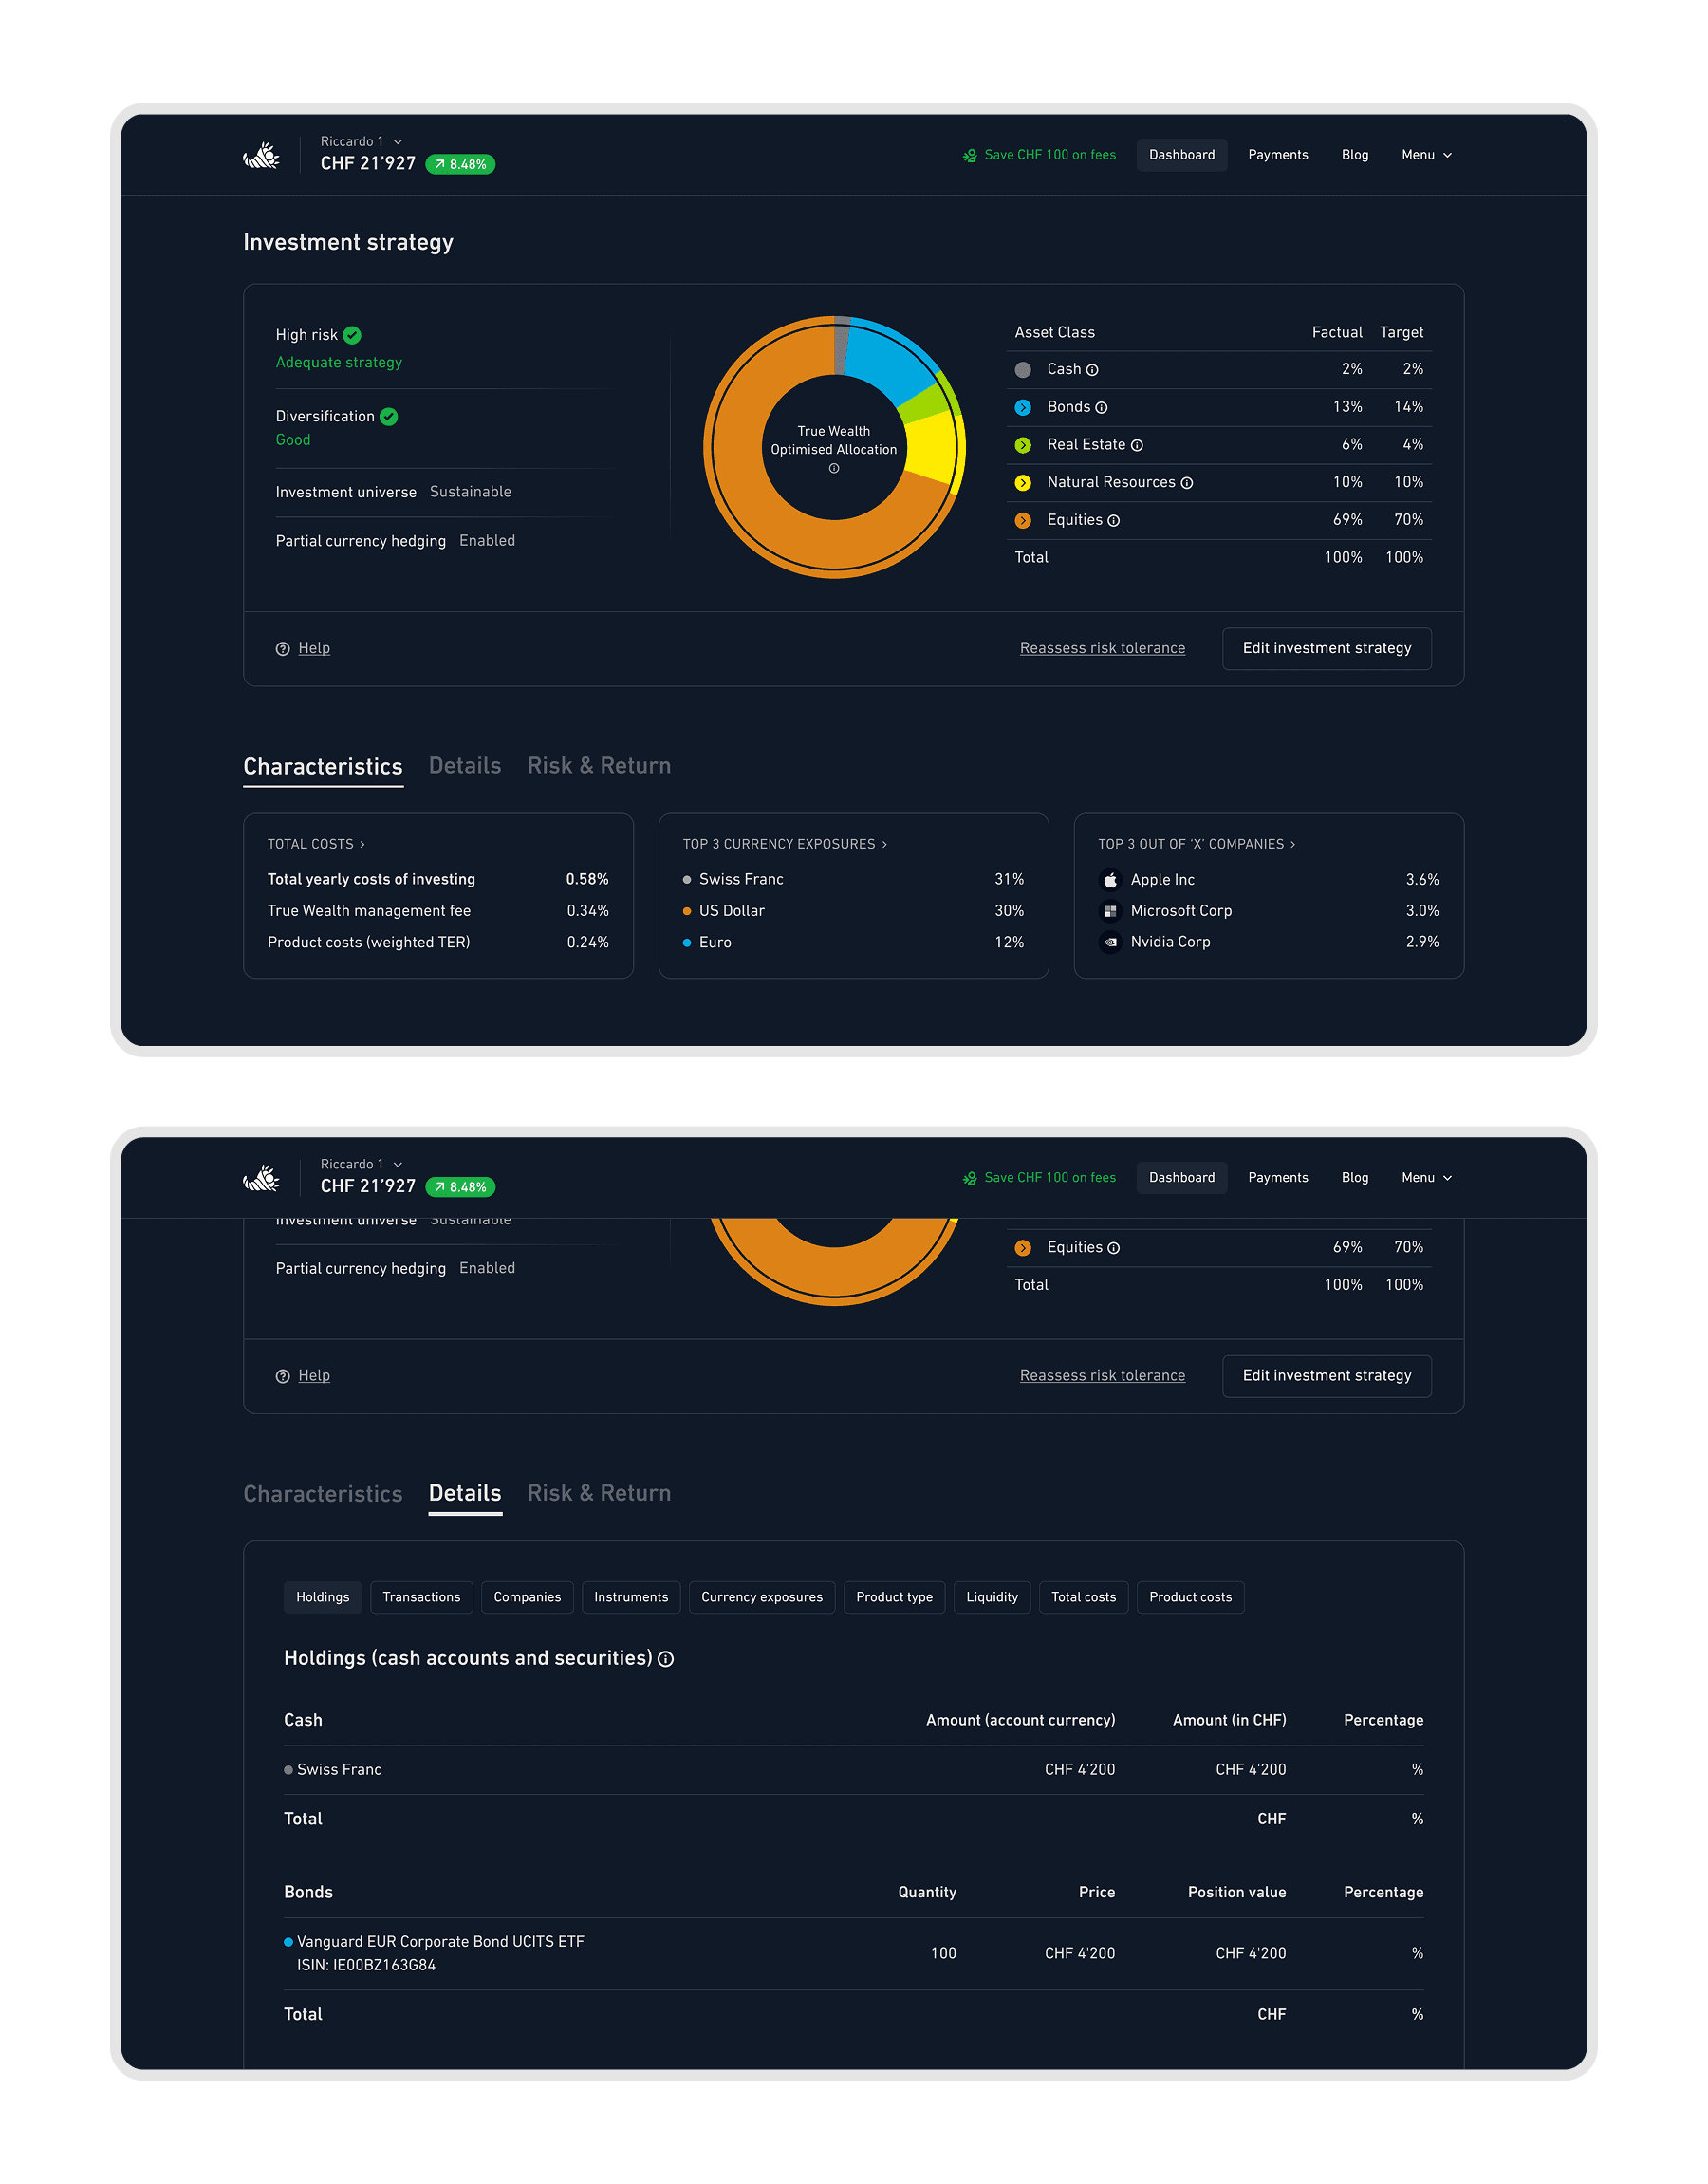 Riccardo 1
CHF 21’927 8.48%
Save CHF 100 on fees Dashboard Payments Blog Menu
Investment strategy
High risk
Adequate strategy
Diversification
Good
Investment universe Sustainable
Partial currency hedging Enabled
True Wealth
Optimised Allocation
Asset Class Factual Target
Cash 2% 2%
Bonds 13% 14%
Real Estate 6% 4%
Natural Resources 10% 10%
Equities 69% 70%
Total 100% 100%
Help
Reassess risk tolerance Edit investment strategy
Characteristics Details Risk & Return
TOTAL COSTS
Total yearly costs of investing 0.58%
True Wealth management fee 0.34%
Product costs (weighted TER) 0.24%
TOP 3 CURRENCY EXPOSURES
Swiss Franc 31%
US Dollar 30%
Euro 12%
TOP 3 OUT OF ‘X’ COMPANIES
Apple Inc 3.6%
Microsoft Corp 3.0%
Nvidia Corp 2.9%
Riccardo 1
CHF 21’927 8.48%
Save CHF 100 on fees Dashboard Payments Blog Menu
Investment universe Sustainable
Partial currency hedging Enabled
Equities 69% 70%
Total 100% 100%
Help
Reassess risk tolerance Edit investment strategy
Characteristics Details Risk & Return
Holdings Transactions Companies Instruments Currency exposures Product type Liquidity Total costs Product costs
Holdings (cash accounts and securities)
Cash Amount (account currency) Amount (in CHF) Percentage
Swiss Franc CHF 4'200 CHF 4'200 %
Total CHF %
Bonds Quantity Price Position value Percentage
Vanguard EUR Corporate Bond UCITS ETF
ISIN: IE00BZ163G84
100 CHF 4'200 CHF 4'200 %
Total CHF %